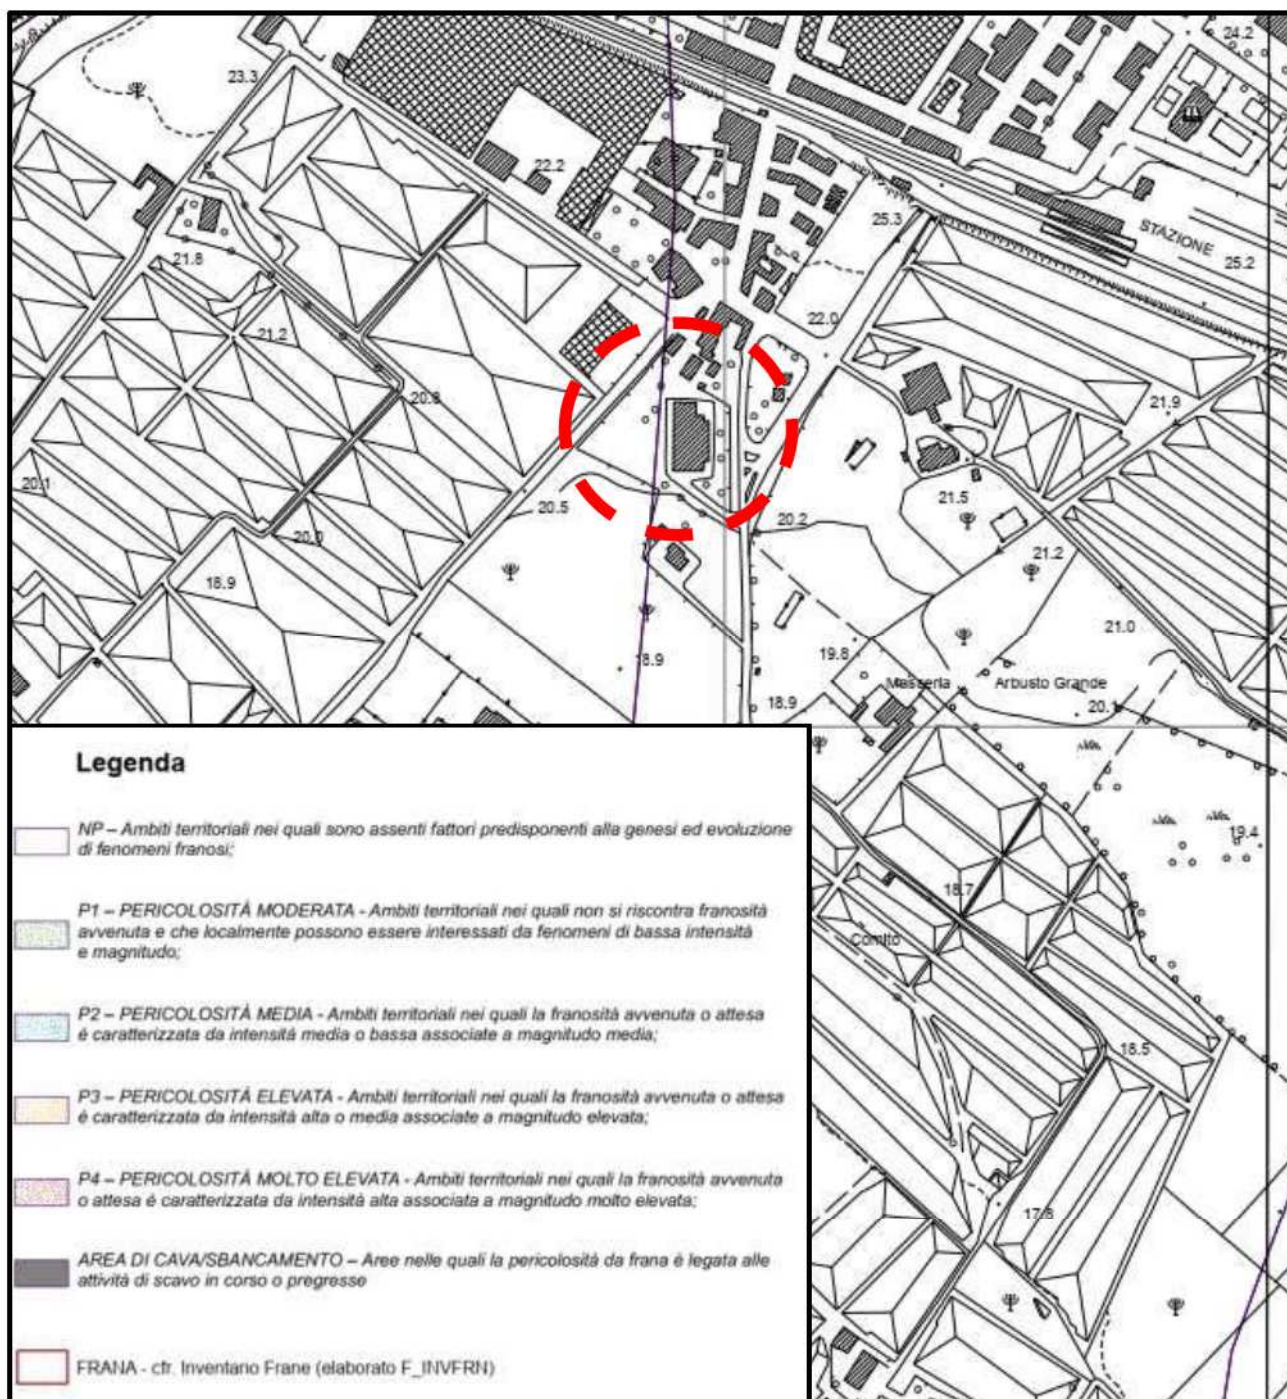 24.2
23.3
22.2
25.3
STAZIONE
25.2
21.8
22.0
21.2
20.8
21.9
20.1
21.5
20.5
20.2
20.0
21.2
18.9
21.0
19.8
18.9
Masseria Arbusto Grande
18.9
20.1
19.4
18.7
Comito
18.5
17.8
Legenda
NP – Ambiti territoriali nei quali sono assenti fattori predisponenti alla genesi ed evoluzione
di fenomeni franosi;
P1 – PERICOLOSITÀ MODERATA - Ambiti territoriali nei quali non si riscontra franosità
avvenuta e che localmente possono essere interessati da fenomeni di bassa intensità
e magnitudo;
P2 – PERICOLOSITÀ MEDIA - Ambiti territoriali nei quali la franosità avvenuta o attesa
è caratterizzata da intensità media o bassa associate a magnitudo media;
P3 – PERICOLOSITÀ ELEVATA - Ambiti territoriali nei quali la franosità avvenuta o attesa
è caratterizzata da intensità alta o media associate a magnitudo elevata;
P4 – PERICOLOSITÀ MOLTO ELEVATA - Ambiti territoriali nei quali la franosità avvenuta
o attesa è caratterizzata da intensità alta associata a magnitudo molto elevata;
AREA DI CAVA/SBANCAMENTO – Aree nelle quali la pericolosità da frana è legata alle
attività di scavo in corso o pregresse
FRANA - cfr. Inventario Frane (elaborato F_INVFRN)